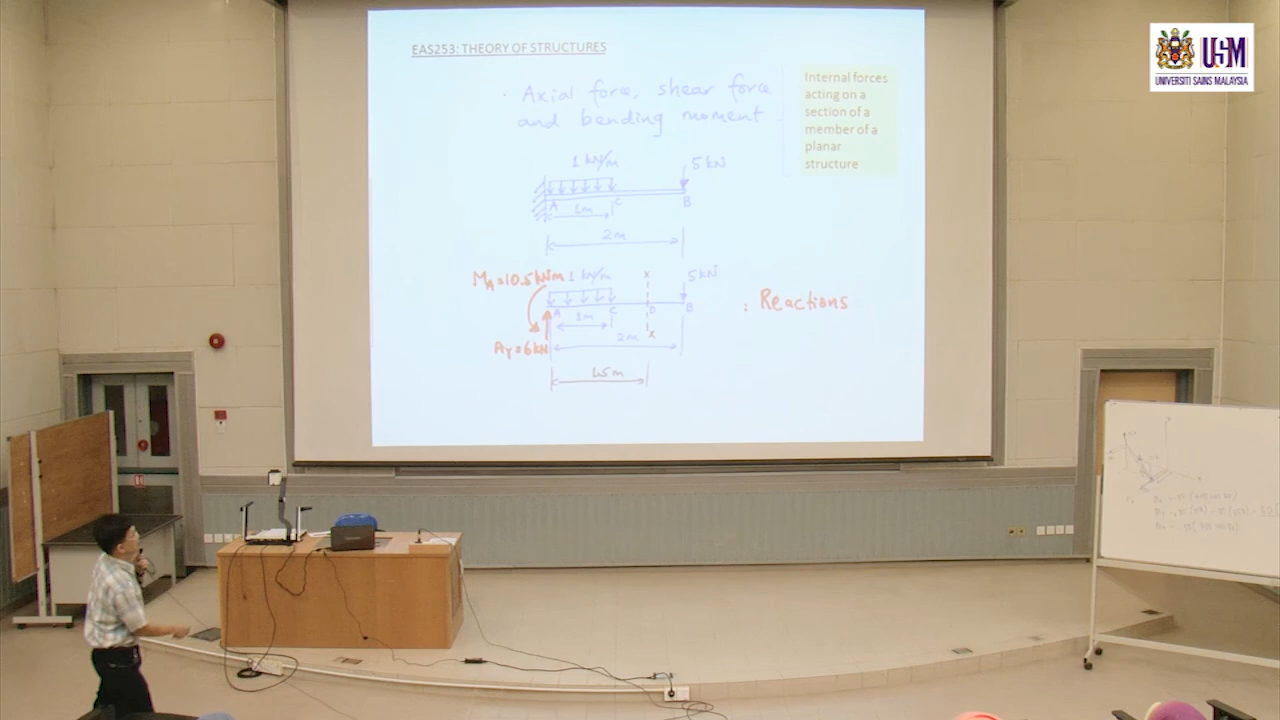 EAS253: THEORY OF STRUCTURES
USM
UNIVERSITI SAINS MALAYSIA
· Axial force, shear force
and bending moment
Internal forces
acting on a
section of a
member of a
planar
structure
1 kN/m
5 kN
A
C
B
1m
2m
MA=10.5kNm
1 kN/m
x
5 kN
: Reactions
A
C
D
B
1m
Ay=6kN
2m
x
1.5m